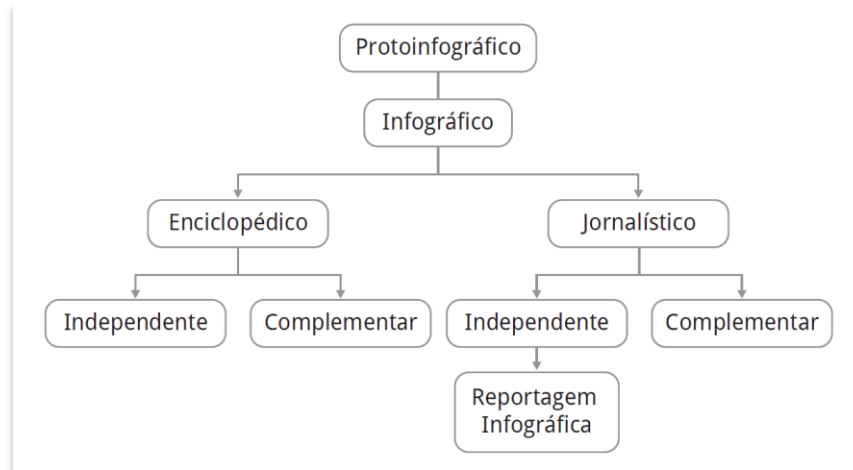 Protoinfográfico
Infográfico
Enciclopédico
Jornalístico
Independente
Complementar
Independente
Complementar
Reportagem
Infográfica